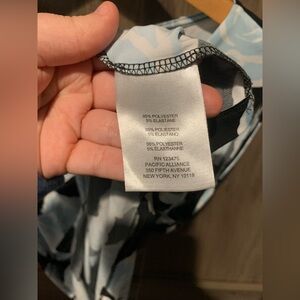 95% POLYESTER
5% ELASTANE
95% POLIESTER
5% ELASTANO
95% POLYESTER
5% ELASTHANNE
RN 123475
PACIFIC ALLIANCE
350 FIFTH AVENUE
NEW YORK, NY 10118